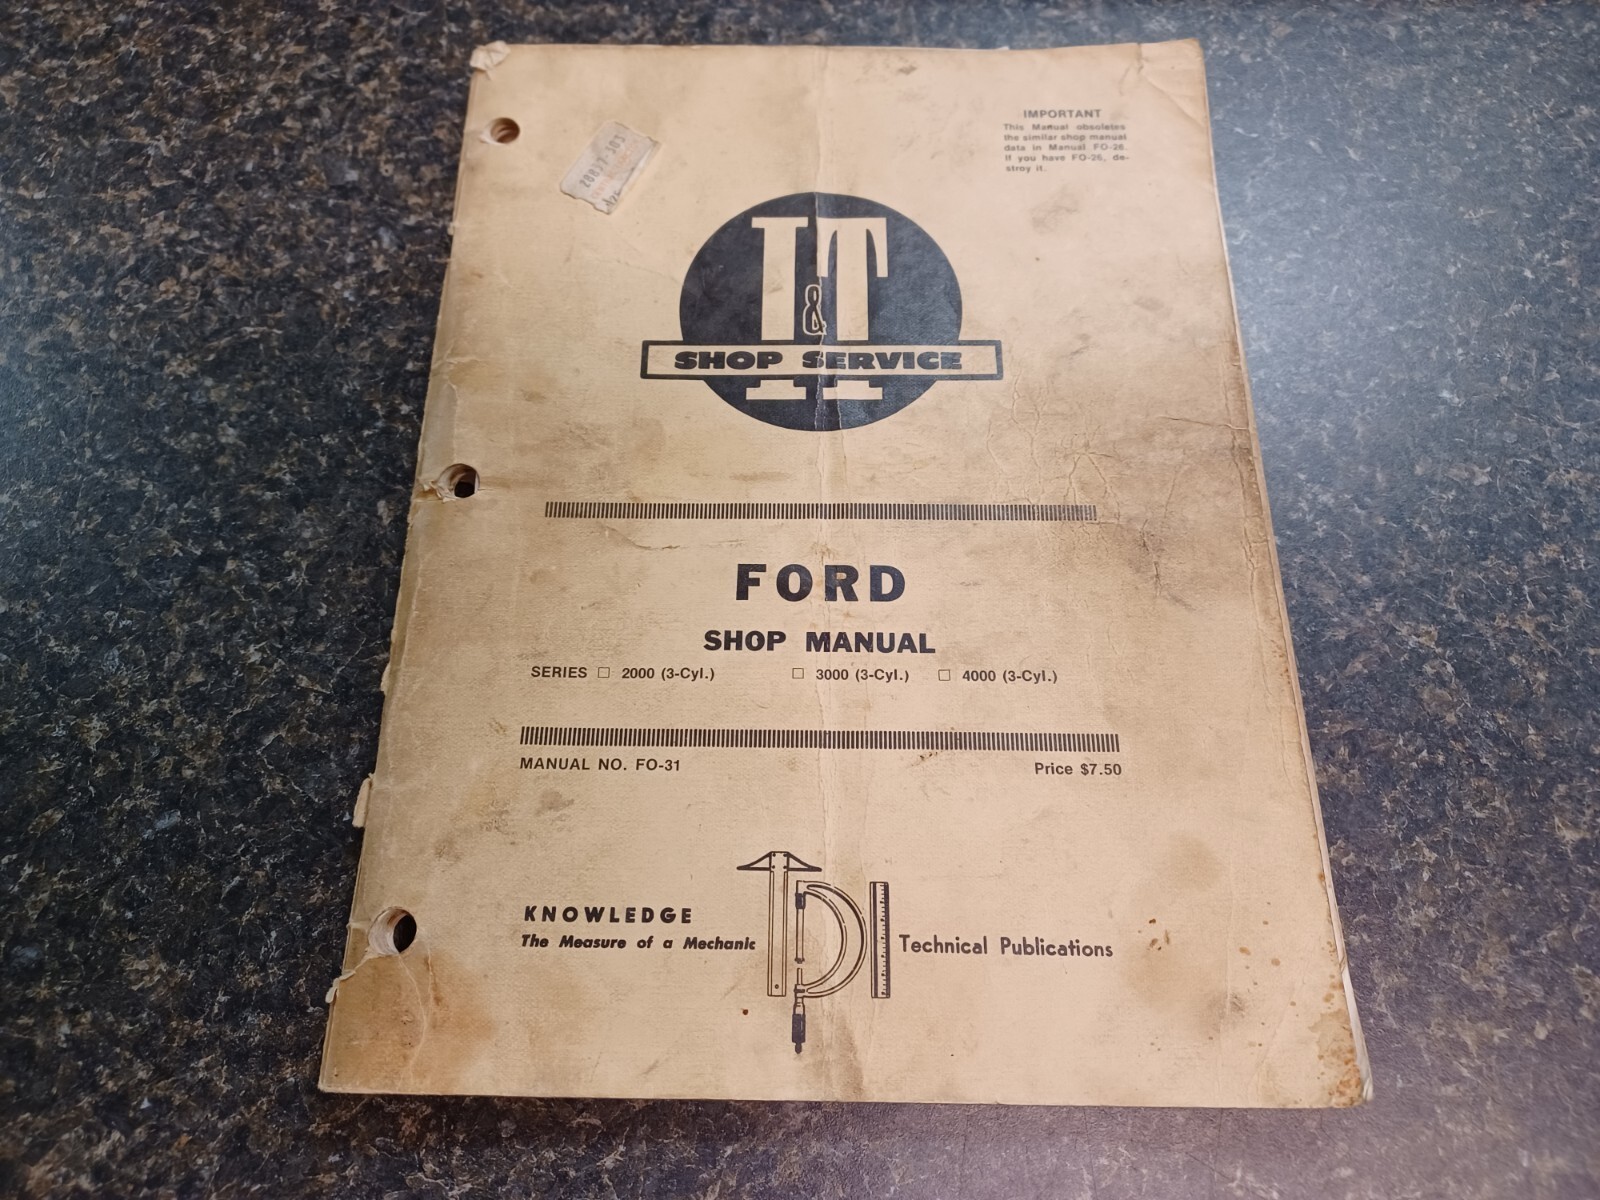 IMPORTANT
This Manual obsoletes
the similar shop manual
data in Manual FO-26.
If you have FO-26, de-
stroy it.
I&T
SHOP SERVICE
FORD
SHOP MANUAL
SERIES □ 2000 (3-Cyl.) □ 3000 (3-Cyl.) □ 4000 (3-Cyl.)
MANUAL NO. FO-31 Price $7.50
KNOWLEDGE
The Measure of a Mechanic
Technical Publications